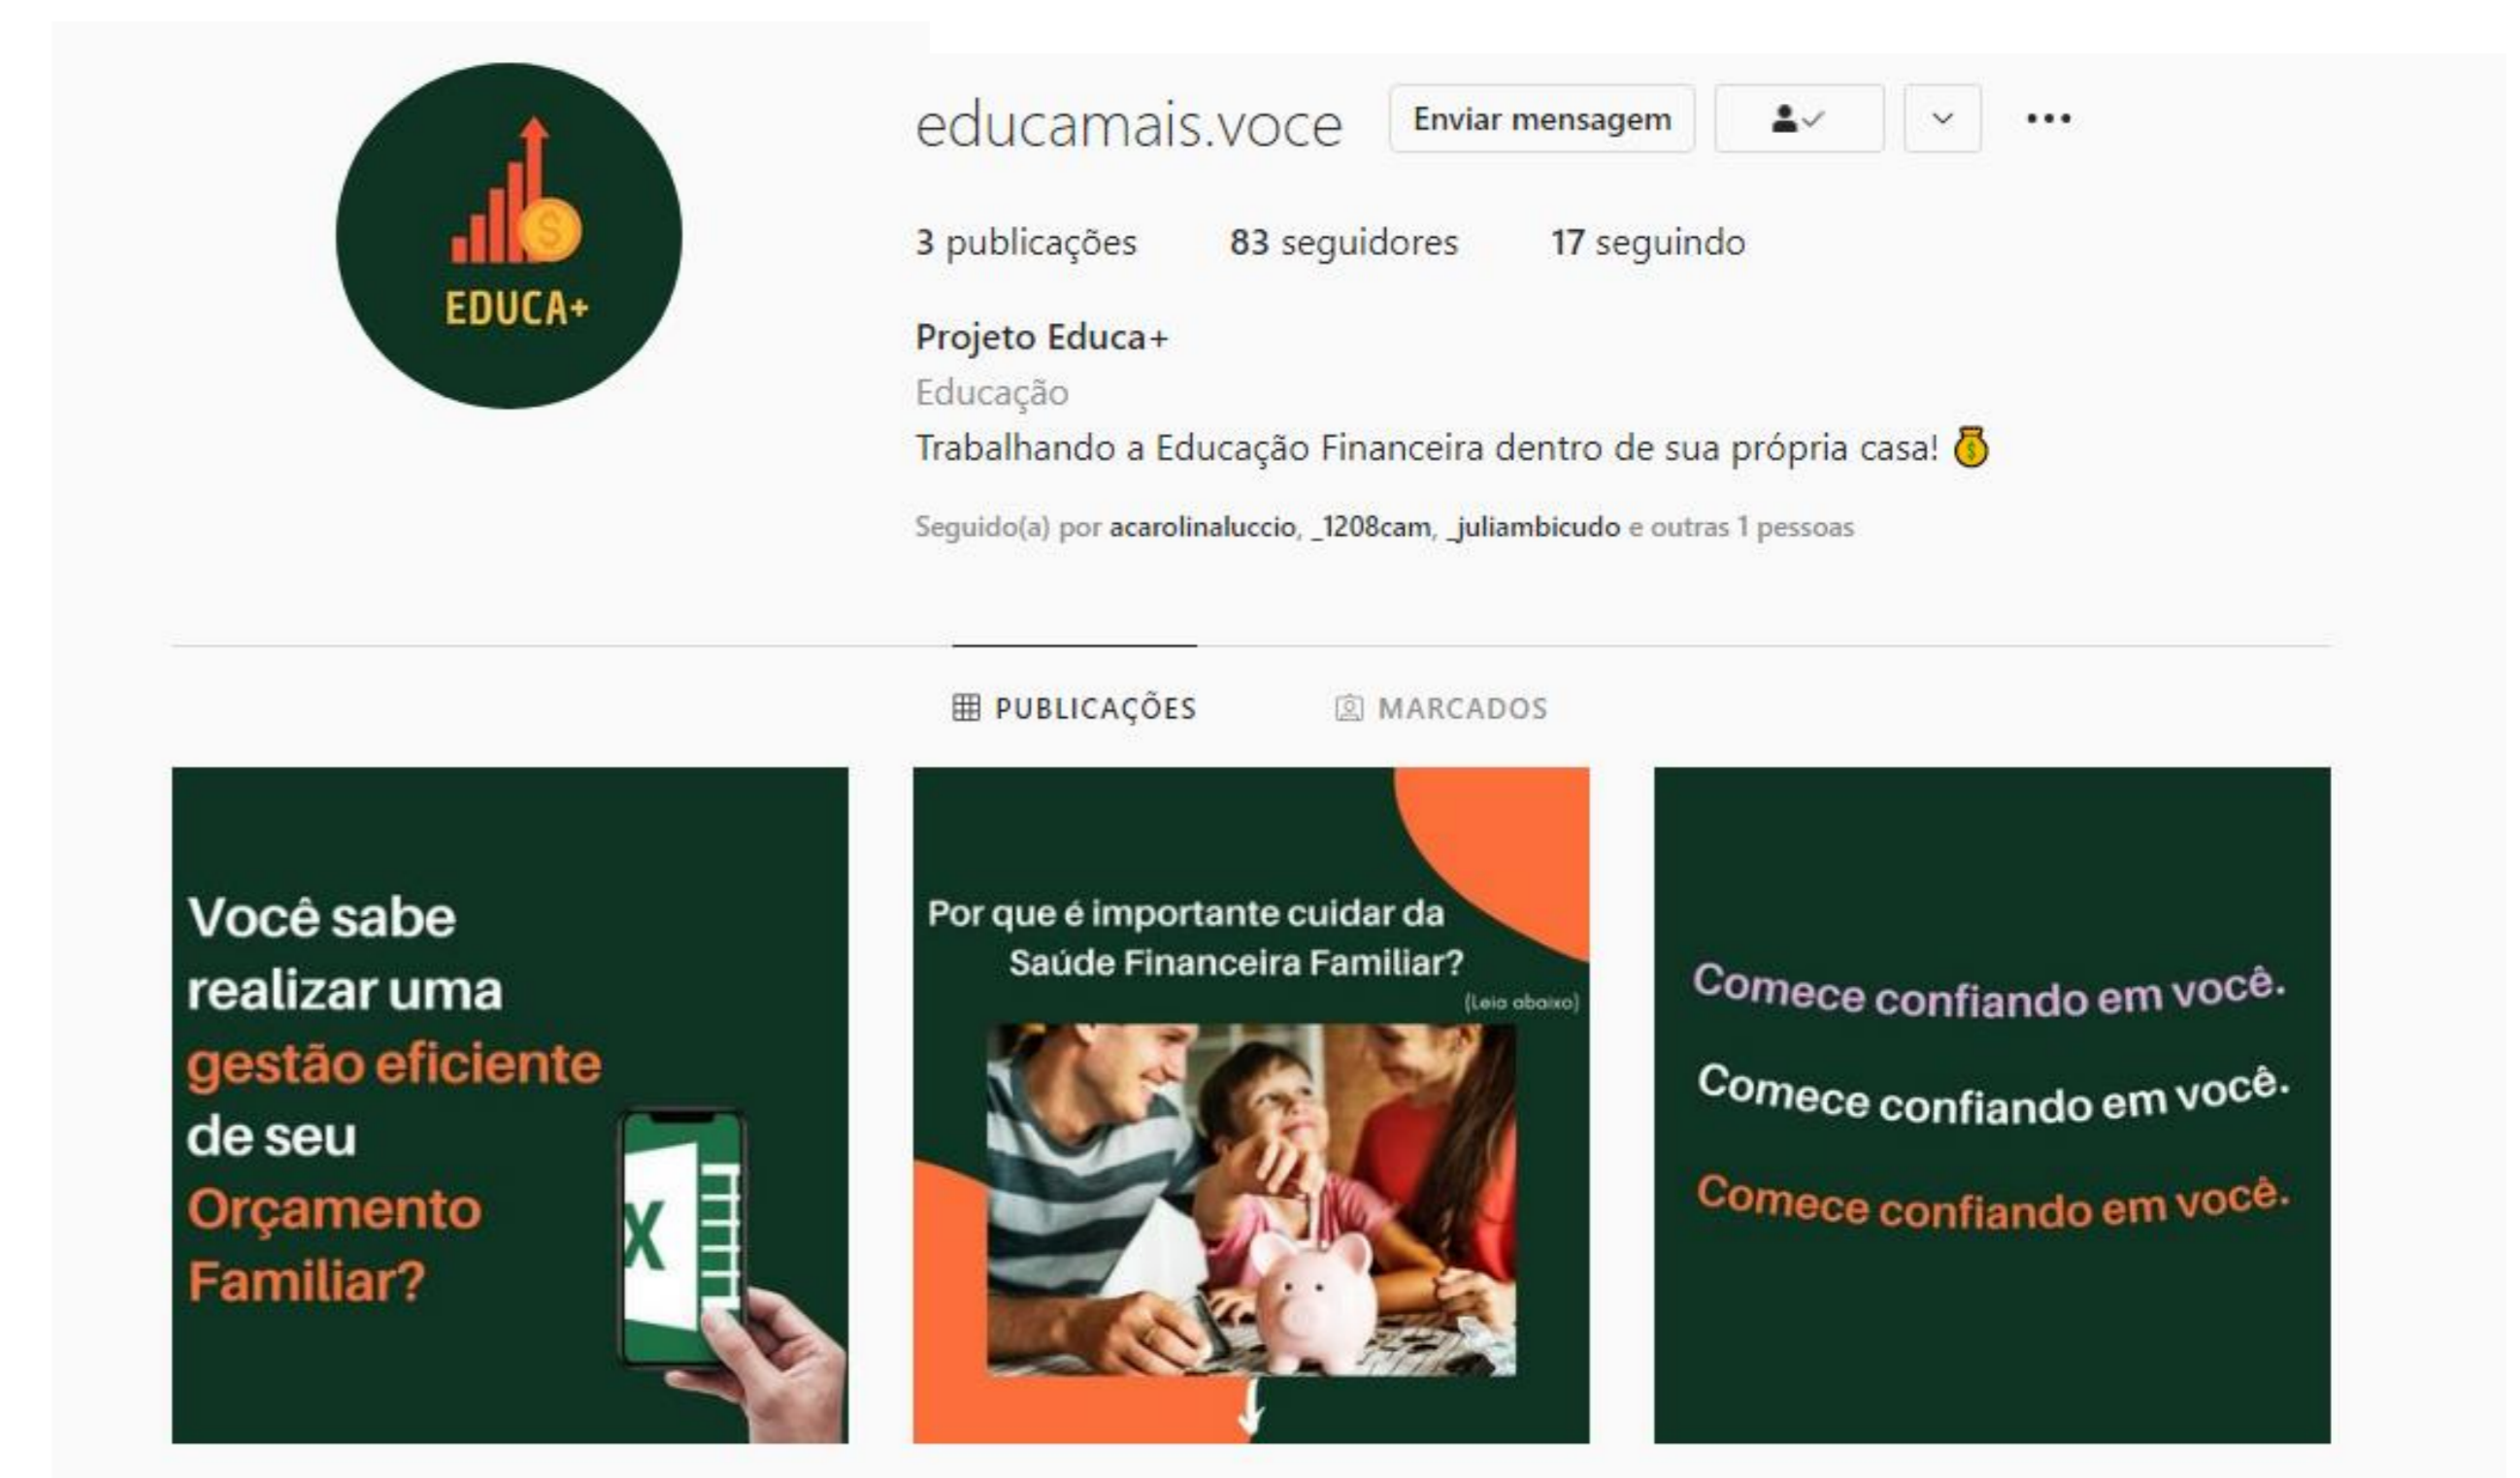 educamais.voce
Enviar mensagem
3 publicações 83 seguidores 17 seguindo
EDUCA+
Projeto Educa+
Educação
Trabalhando a Educação Financeira dentro de sua própria casa!
Seguido(a) por acarolinaluccio, _1208cam, _juliambicudo e outras 1 pessoas
PUBLICAÇÕES
MARCADOS
Você sabe
realizar uma
gestão eficiente
de seu
Orçamento
Familiar?
X
Por que é importante cuidar da
Saúde Financeira Familiar?
(Leia abaixo)
Comece confiando em você.
Comece confiando em você.
Comece confiando em você.